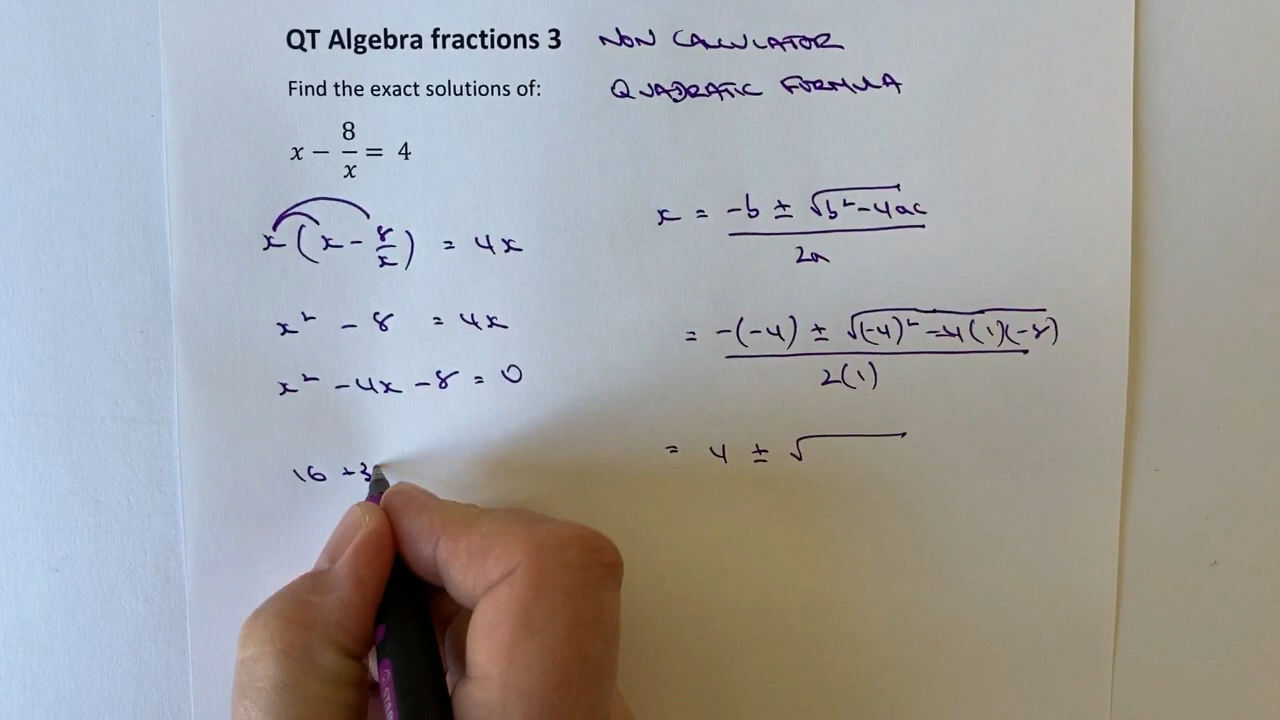 QT Algebra fractions 3 NON CALCULATOR
Find the exact solutions of: QUADRATIC FORMULA
x − 8/x = 4
x(x − 8/x) = 4x
x² − 8 = 4x
x² − 4x − 8 = 0
16 + 3
x = (-b ± √(b² − 4ac))/2a
= (-(-4) ± √((-4)² − 4(1)(-8)))/2(1)
= 4 ± √